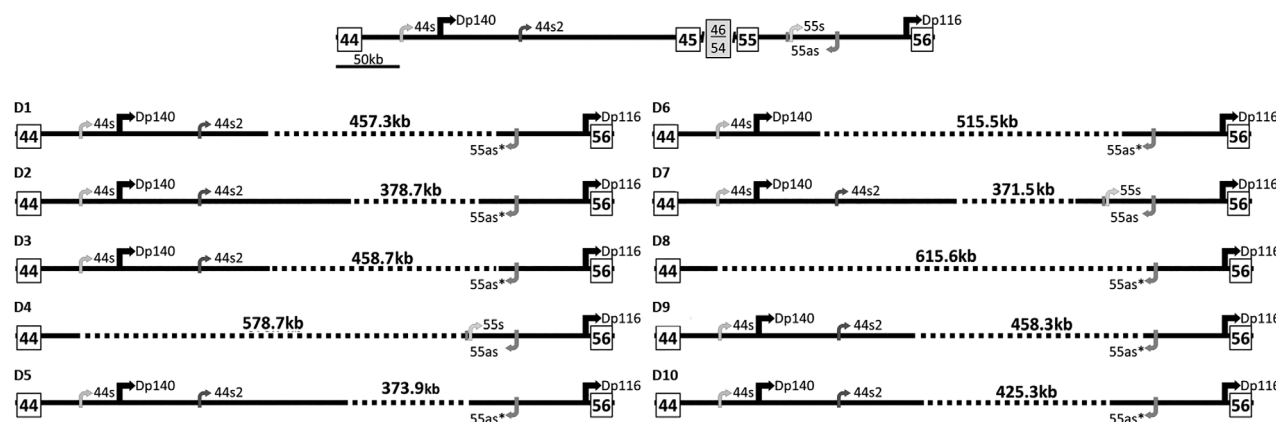 44 44s Dp140 44s2 45 46 54 55 55s 55as Dp116 56
50kb
D1
44 44s Dp140 44s2 457.3kb 55as* Dp116 56
D2
44 44s Dp140 44s2 378.7kb 55as* Dp116 56
D3
44 44s Dp140 44s2 458.7kb 55as* Dp116 56
D4
44 578.7kb 55s 55as Dp116 56
D5
44 44s Dp140 44s2 373.9kb 55as* Dp116 56
D6
44 44s Dp140 515.5kb 55as* Dp116 56
D7
44 44s Dp140 44s2 371.5kb 55s 55as Dp116 56
D8
44 615.6kb 55as* Dp116 56
D9
44 44s Dp140 44s2 458.3kb 55as* Dp116 56
D10
44 44s Dp140 44s2 425.3kb 55as* Dp116 56